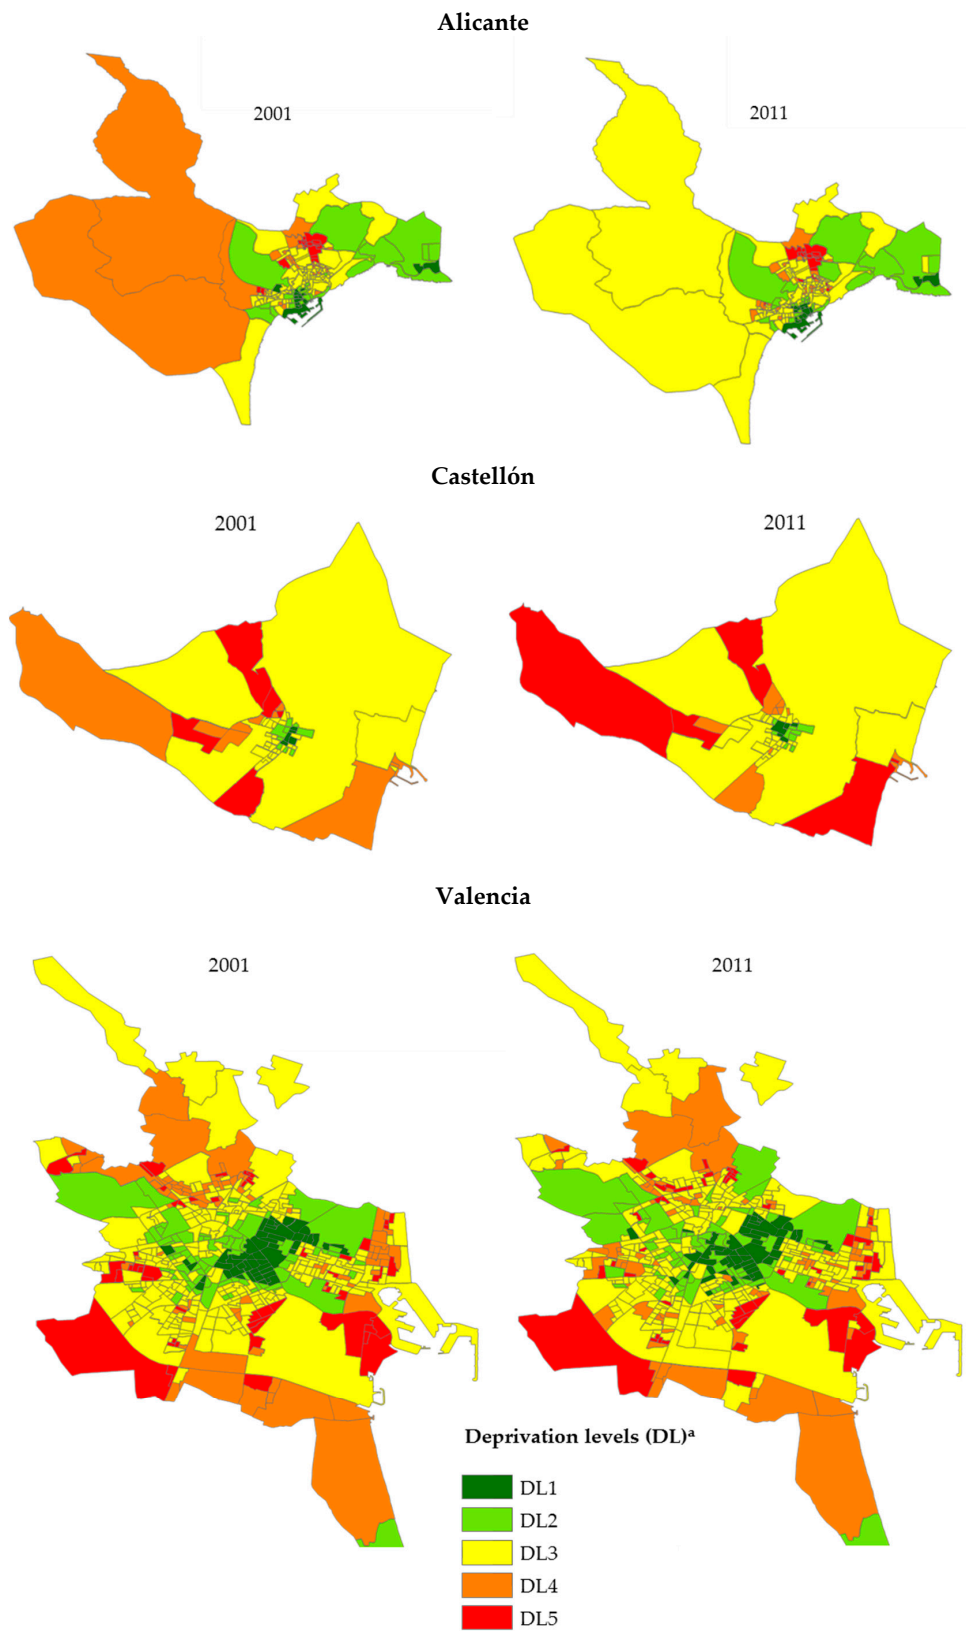 Alicante
2001
2011
Castellón
2001
2011
Valencia
2001
2011
Deprivation levels (DL)ª
DL1
DL2
DL3
DL4
DL5